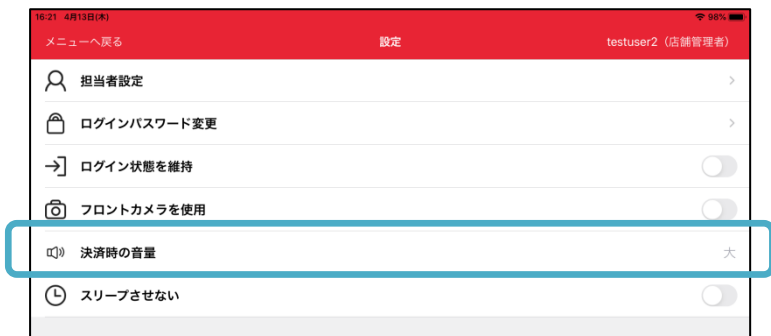 16:21 4月13日(木) 98%
メニューへ戻る 設定 testuser2（店舗管理者）
担当者設定
ログインパスワード変更
ログイン状態を維持
フロントカメラを使用
決済時の音量 大
スリープさせない